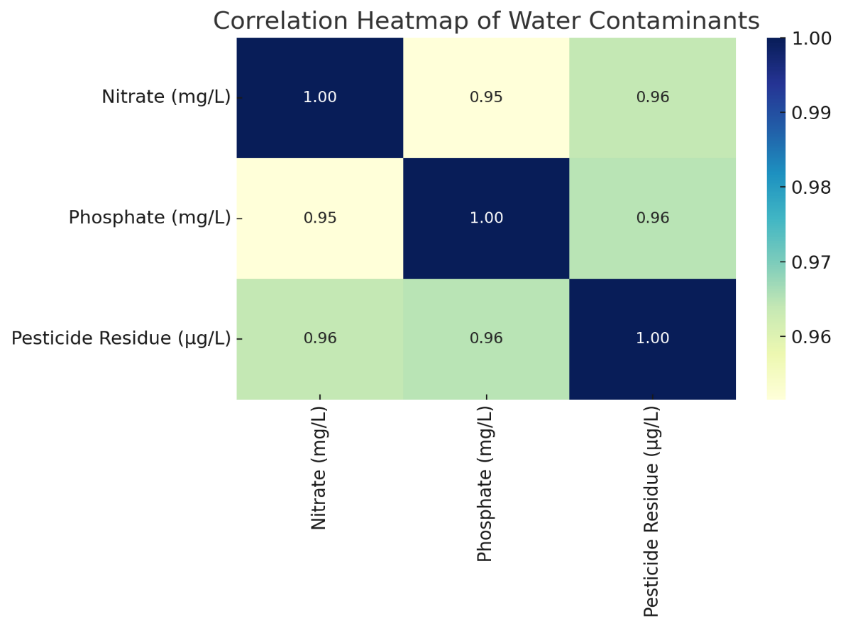 Correlation Heatmap of Water Contaminants
Nitrate (mg/L) 1.00 0.95 0.96
Phosphate (mg/L) 0.95 1.00 0.96
Pesticide Residue (µg/L) 0.96 0.96 1.00
Nitrate (mg/L)
Phosphate (mg/L)
Pesticide Residue (µg/L)
1.00
0.99
0.98
0.97
0.96